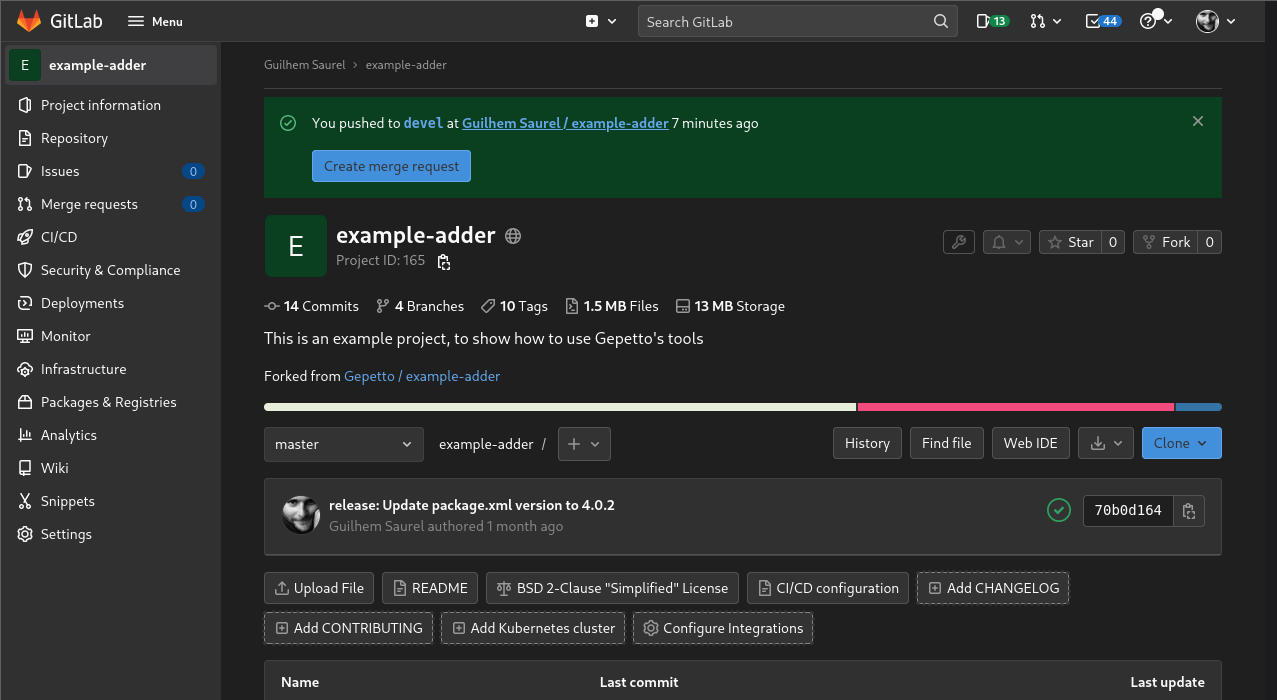 GitLab Menu Search GitLab 13 44
E example-adder
Project information
Repository
Issues 0
Merge requests 0
CI/CD
Security & Compliance
Deployments
Monitor
Infrastructure
Packages & Registries
Analytics
Wiki
Snippets
Settings
Guilhem Saurel > example-adder
You pushed to devel at Guilhem Saurel / example-adder 7 minutes ago
Create merge request
E
example-adder
Project ID: 165
Star 0 Fork 0
14 Commits 4 Branches 10 Tags 1.5 MB Files 13 MB Storage
This is an example project, to show how to use Gepetto's tools
Forked from Gepetto / example-adder
master example-adder / History Find file Web IDE Clone
release: Update package.xml version to 4.0.2
Guilhem Saurel authored 1 month ago
70b0d164
Upload File README BSD 2-Clause "Simplified" License CI/CD configuration Add CHANGELOG
Add CONTRIBUTING Add Kubernetes cluster Configure Integrations
Name Last commit Last update